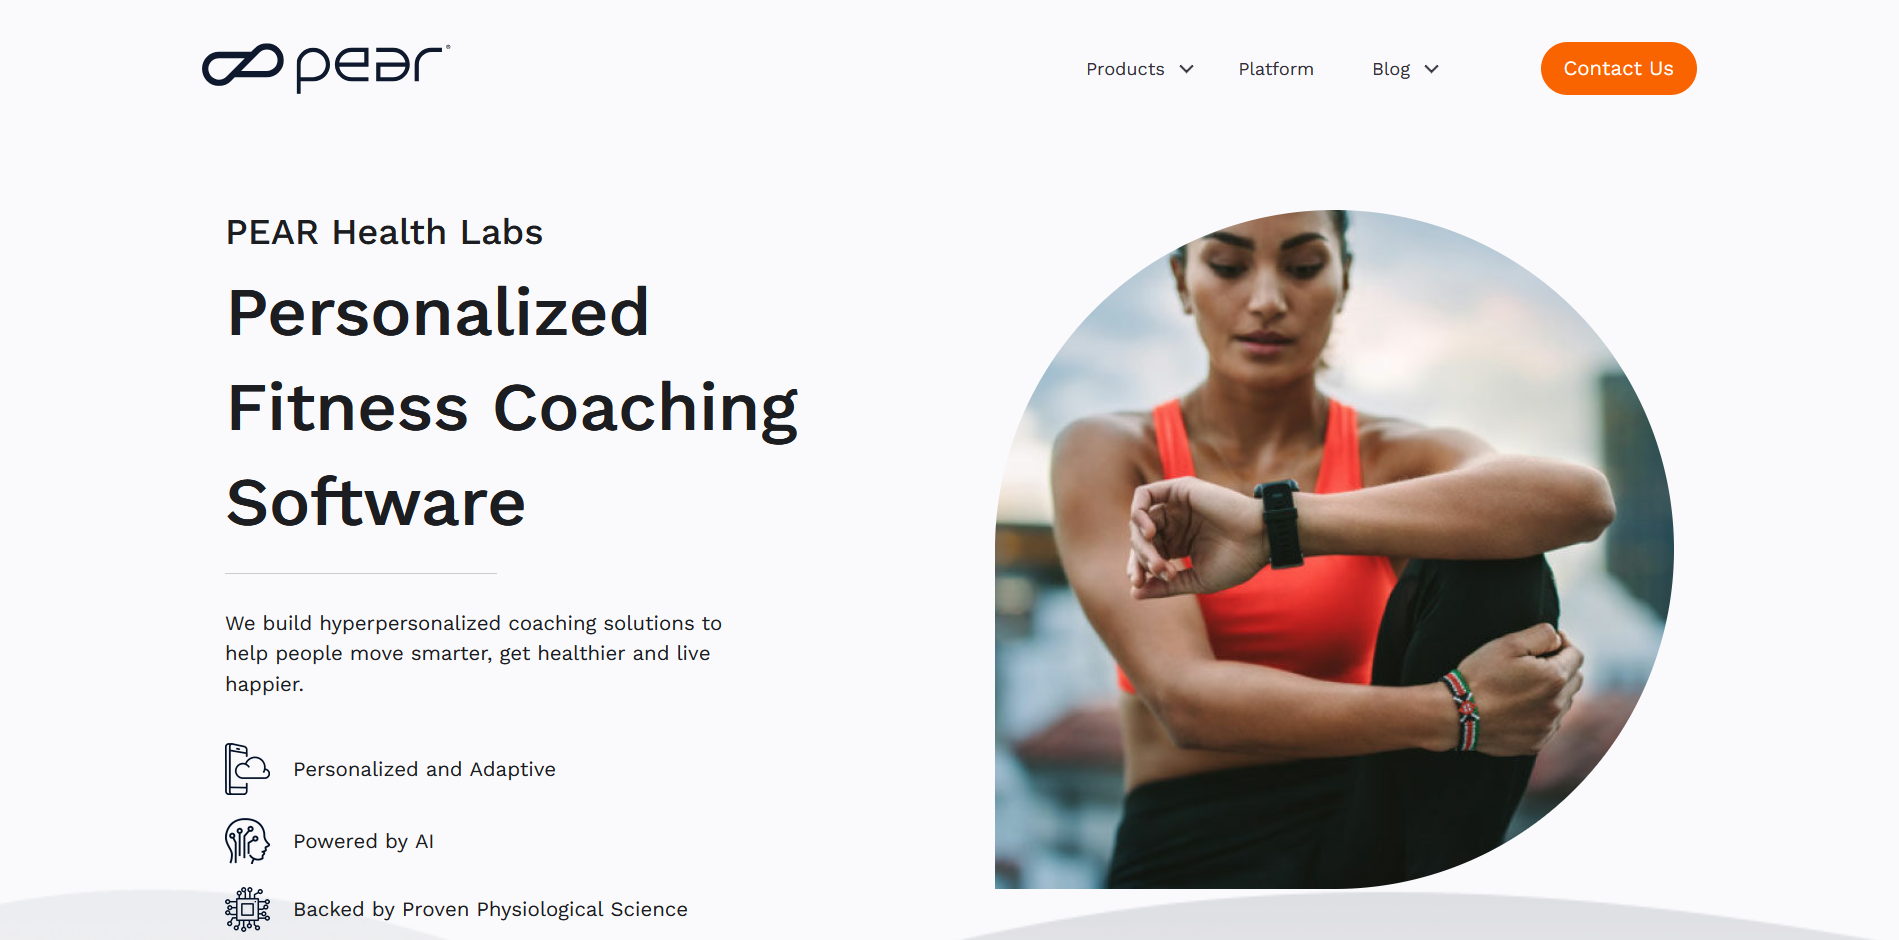 pear
Products
Platform
Blog
Contact Us
PEAR Health Labs
Personalized
Fitness Coaching
Software
We build hyperpersonalized coaching solutions to
help people move smarter, get healthier and live
happier.
Personalized and Adaptive
Powered by AI
Backed by Proven Physiological Science